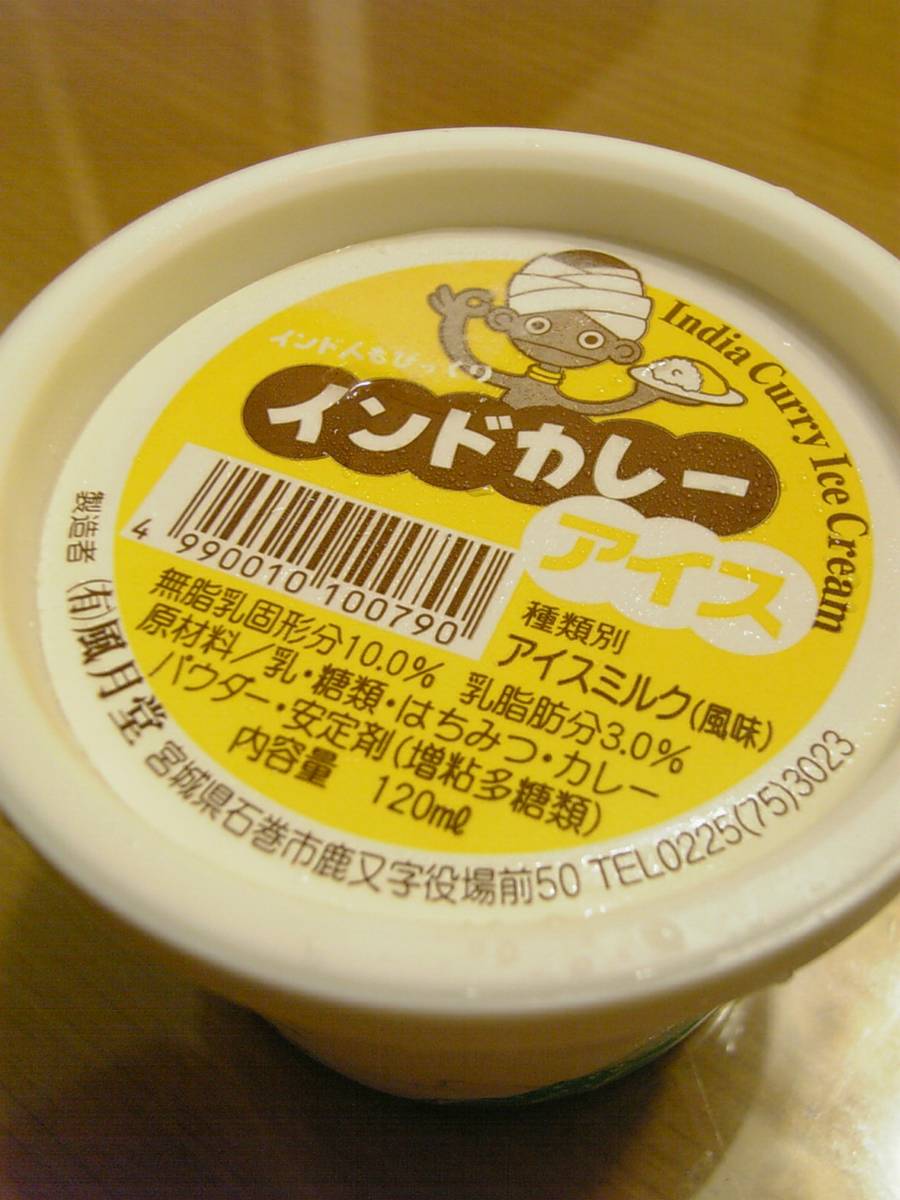 インド人もびっくり
インドカレー
アイス
India Curry Ice Cream
4 990010 100790
種類別
アイスミルク(風味)
無脂乳固形分10.0% 乳脂肪分3.0%
原材料/乳・糖類・はちみつ・カレー
パウダー・安定剤(増粘多糖類)
内容量 120ml
製造者 (有)風月堂 宮城県石巻市鹿又字役場前50 TEL0225(75)3023